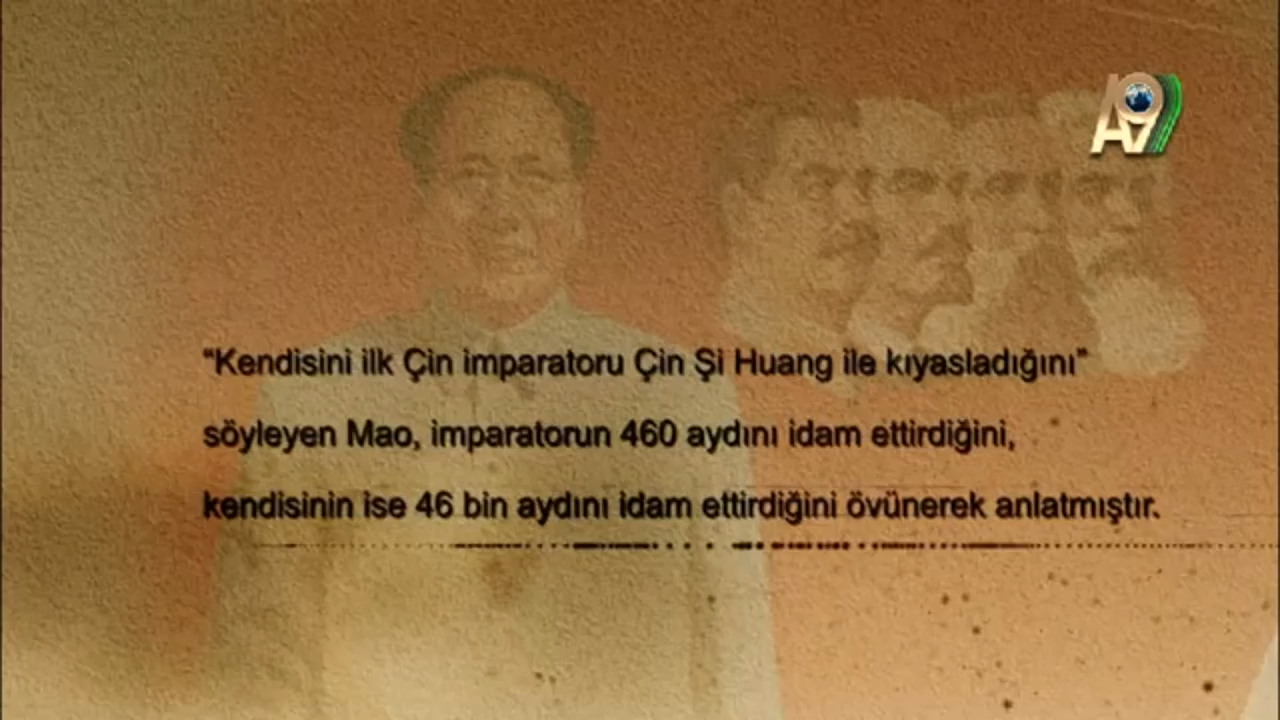 A9
"Kendisini ilk Çin imparatoru Çin Şi Huang ile kıyasladığını"
söyleyen Mao, imparatorun 460 aydını idam ettirdiğini,
kendisinin ise 46 bin aydını idam ettirdiğini övünerek anlatmıştır.